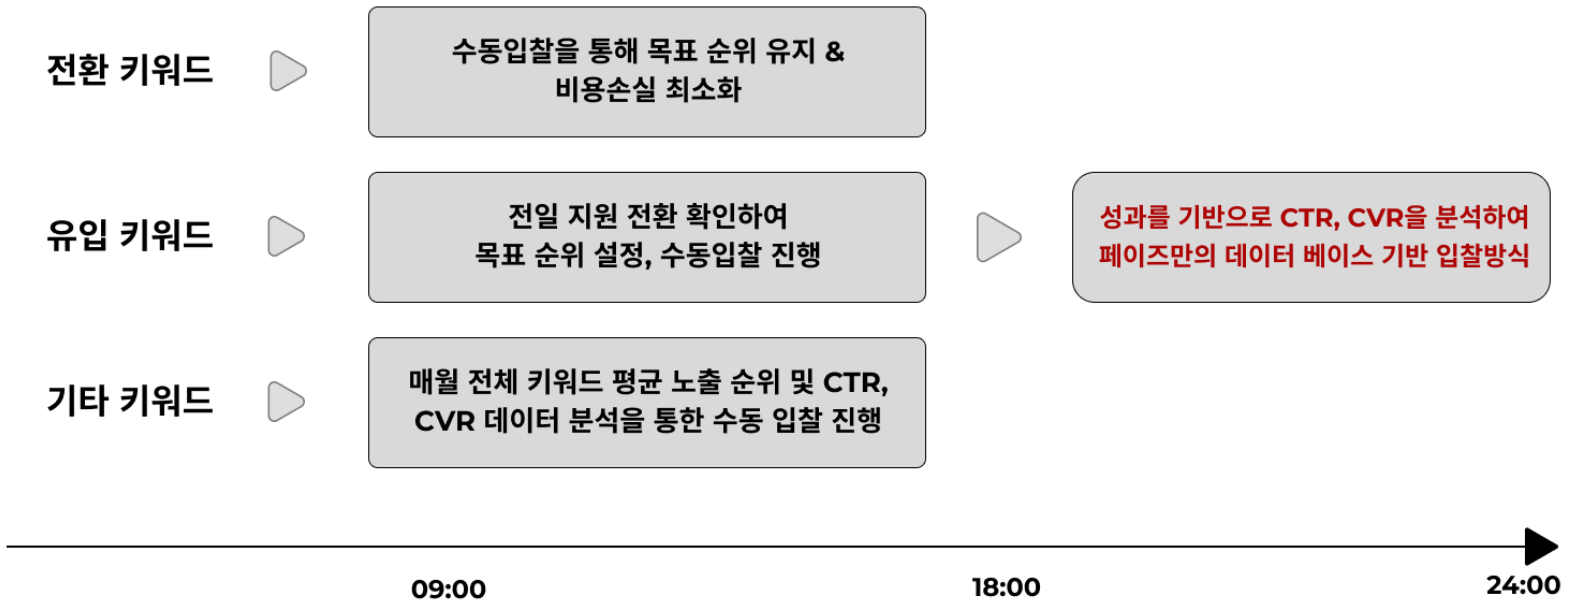 전환 키워드
수동입찰을 통해 목표 순위 유지 &
비용손실 최소화
유입 키워드
전일 지원 전환 확인하여
목표 순위 설정, 수동입찰 진행
성과를 기반으로 CTR, CVR을 분석하여
페이즈만의 데이터 베이스 기반 입찰방식
기타 키워드
매월 전체 키워드 평균 노출 순위 및 CTR,
CVR 데이터 분석을 통한 수동 입찰 진행
09:00
18:00
24:00